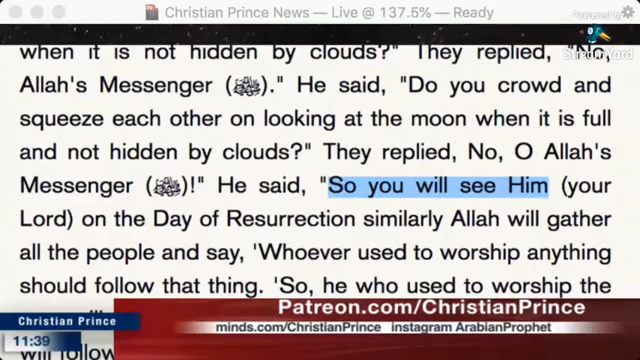 Christian Prince News — Live @ 137.5% — Ready
Powered by
StreamYard
when it is not hidden by clouds?" They replied, "No,
Allah's Messenger (ﷺ)." He said, "Do you crowd and
squeeze each other on looking at the moon when it is full
and not hidden by clouds?" They replied, No, O Allah's
Messenger (ﷺ)!" He said, "So you will see Him (your
Lord) on the Day of Resurrection similarly Allah will gather
all the people and say, 'Whoever used to worship anything
should follow that thing. 'So, he who used to worship the
Patreon.com/ChristianPrince
Christian Prince
minds.com/ChristianPrince instagram ArabianProphet
11:39
will follow